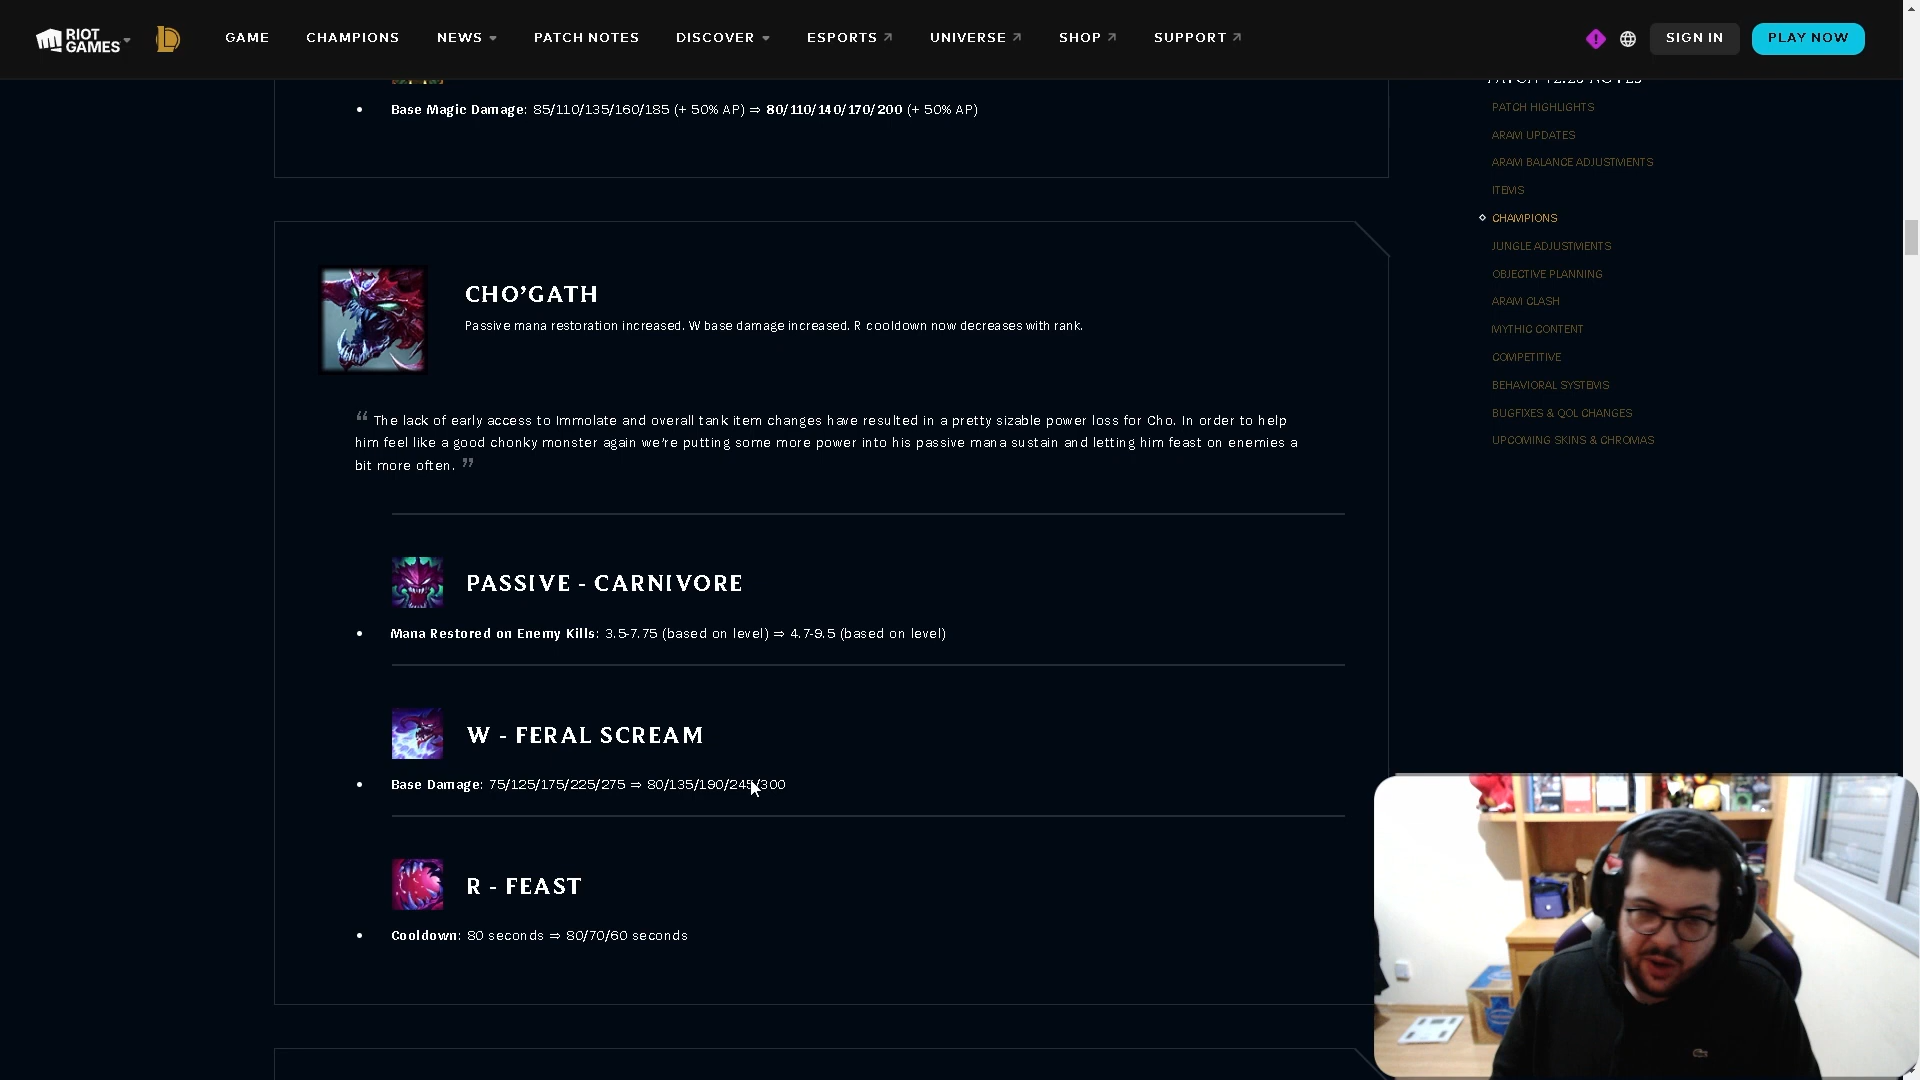 RIOT GAMES
GAME
CHAMPIONS
NEWS
PATCH NOTES
DISCOVER
ESPORTS
UNIVERSE
SHOP
SUPPORT
SIGN IN
PLAY NOW
Base Magic Damage: 85/110/135/160/185 (+ 50% AP) ⇒ 80/110/140/170/200 (+ 50% AP)
CHO’GATH
Passive mana restoration increased. W base damage increased. R cooldown now decreases with rank.
“ The lack of early access to Immolate and overall tank item changes have resulted in a pretty sizable power loss for Cho. In order to help
him feel like a good chonky monster again we’re putting some more power into his passive mana sustain and letting him feast on enemies a
bit more often. ”
PASSIVE - CARNIVORE
Mana Restored on Enemy Kills: 3.5-7.75 (based on level) ⇒ 4.7-9.5 (based on level)
W - FERAL SCREAM
Base Damage: 75/125/175/225/275 ⇒ 80/135/190/245/300
R - FEAST
Cooldown: 80 seconds ⇒ 80/70/60 seconds
PATCH HIGHLIGHTS
ARAM UPDATES
ARAM BALANCE ADJUSTMENTS
ITEMS
CHAMPIONS
JUNGLE ADJUSTMENTS
OBJECTIVE PLANNING
ARAM CLASH
MYTHIC CONTENT
COMPETITIVE
BEHAVIORAL SYSTEMS
BUGFIXES & QOL CHANGES
UPCOMING SKINS & CHROMAS